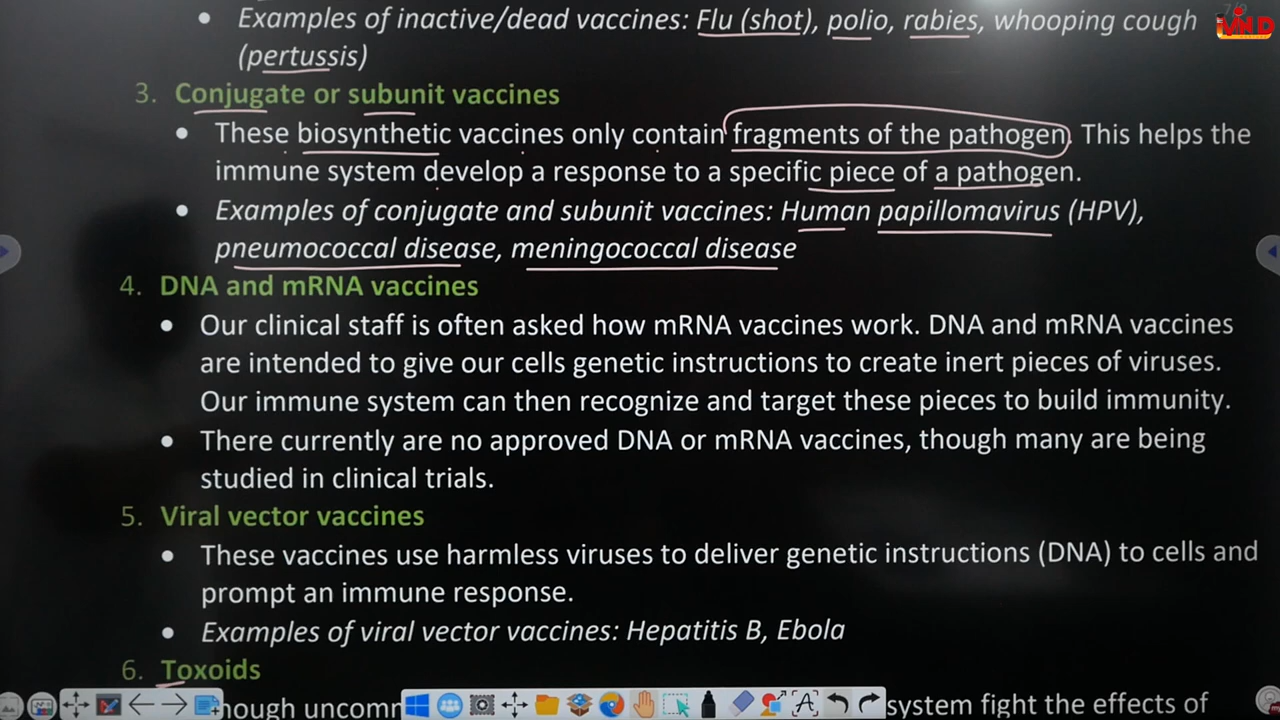 Examples of inactive/dead vaccines: Flu (shot), polio, rabies, whooping cough
(pertussis)
3. Conjugate or subunit vaccines
These biosynthetic vaccines only contain fragments of the pathogen. This helps the
immune system develop a response to a specific piece of a pathogen.
Examples of conjugate and subunit vaccines: Human papillomavirus (HPV),
pneumococcal disease, meningococcal disease
4. DNA and mRNA vaccines
Our clinical staff is often asked how mRNA vaccines work. DNA and mRNA vaccines
are intended to give our cells genetic instructions to create inert pieces of viruses.
Our immune system can then recognize and target these pieces to build immunity.
There currently are no approved DNA or mRNA vaccines, though many are being
studied in clinical trials.
5. Viral vector vaccines
These vaccines use harmless viruses to deliver genetic instructions (DNA) to cells and
prompt an immune response.
Examples of viral vector vaccines: Hepatitis B, Ebola
6. Toxoids
system fight the effects of